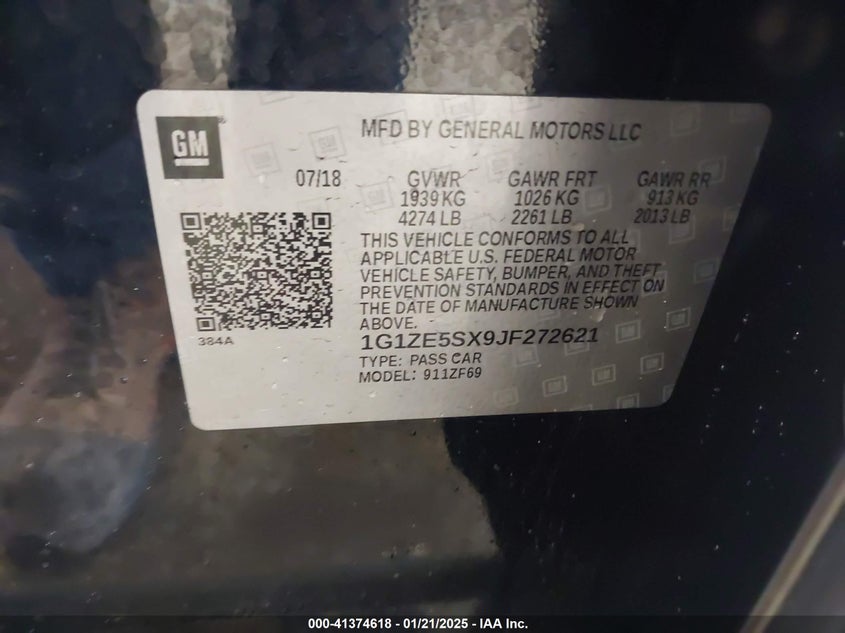 GM
MFD BY GENERAL MOTORS LLC
07/18 GVWR GAWR FRT GAWR RR
1939 KG 1026 KG 913 KG
4274 LB 2261 LB 2013 LB
THIS VEHICLE CONFORMS TO ALL
APPLICABLE U.S. FEDERAL MOTOR
VEHICLE SAFETY, BUMPER, AND THEFT
PREVENTION STANDARDS IN EFFECT ON
THE DATE OF MANUFACTURE SHOWN
ABOVE.
384A
1G1ZE5SX9JF272621
TYPE: PASS CAR
MODEL: 911ZF69
000-41374618 - 01/21/2025 - IAA Inc.